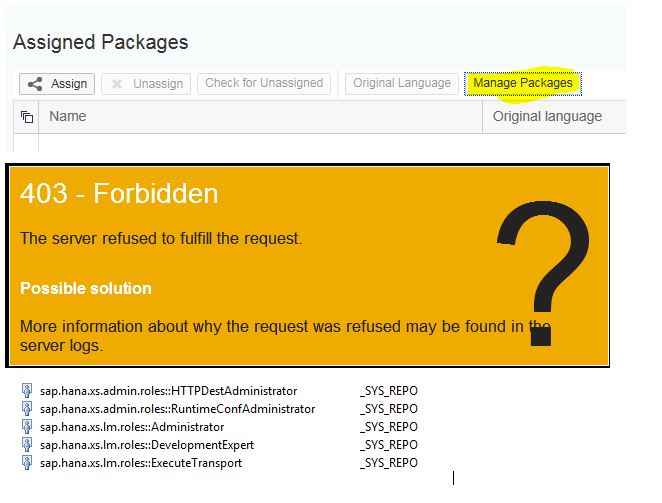 Assigned Packages
Assign Unassign Check for Unassigned Original Language Manage Packages
Name Original language
403 - Forbidden
The server refused to fulfill the request.
Possible solution
More information about why the request was refused may be found in the
server logs.
?
sap.hana.xs.admin.roles::HTTPDestAdministrator _SYS_REPO
sap.hana.xs.admin.roles::RuntimeConfAdministrator _SYS_REPO
sap.hana.xs.lm.roles::Administrator _SYS_REPO
sap.hana.xs.lm.roles::DevelopmentExpert _SYS_REPO
sap.hana.xs.lm.roles::ExecuteTransport _SYS_REPO